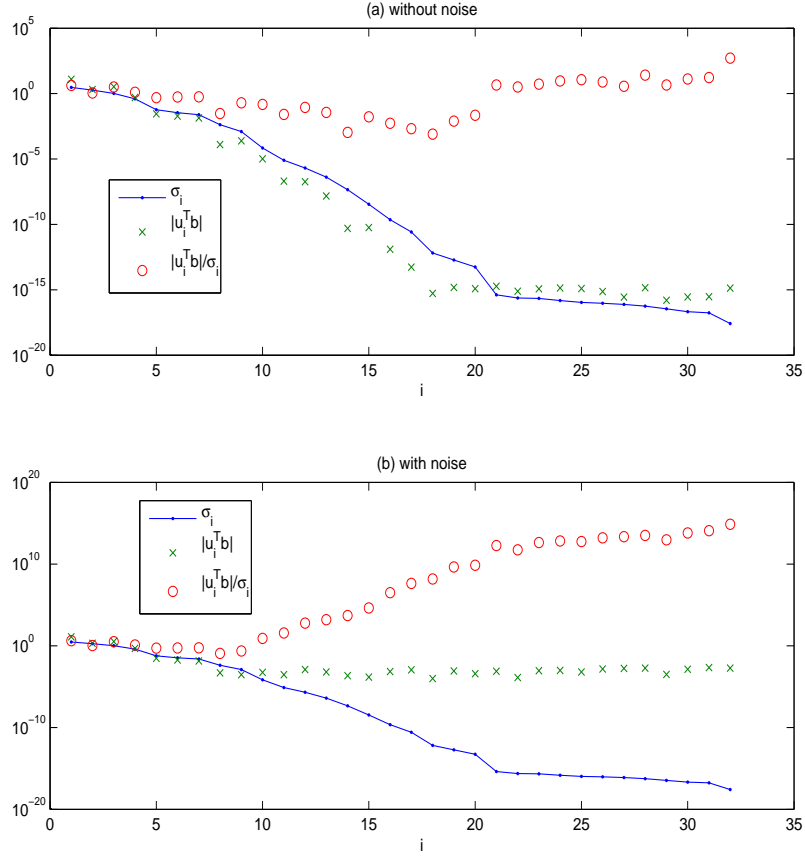 (a) without noise
10^5
10^0
10^-5
10^-10
10^-15
10^-20
σ_i
|u_i^T b|
|u_i^T b|/σ_i
0 5 10 15 20 25 30 35
i
(b) with noise
10^20
10^10
10^0
10^-10
10^-20
σ_i
|u_i^T b|
|u_i^T b|/σ_i
0 5 10 15 20 25 30 35
i